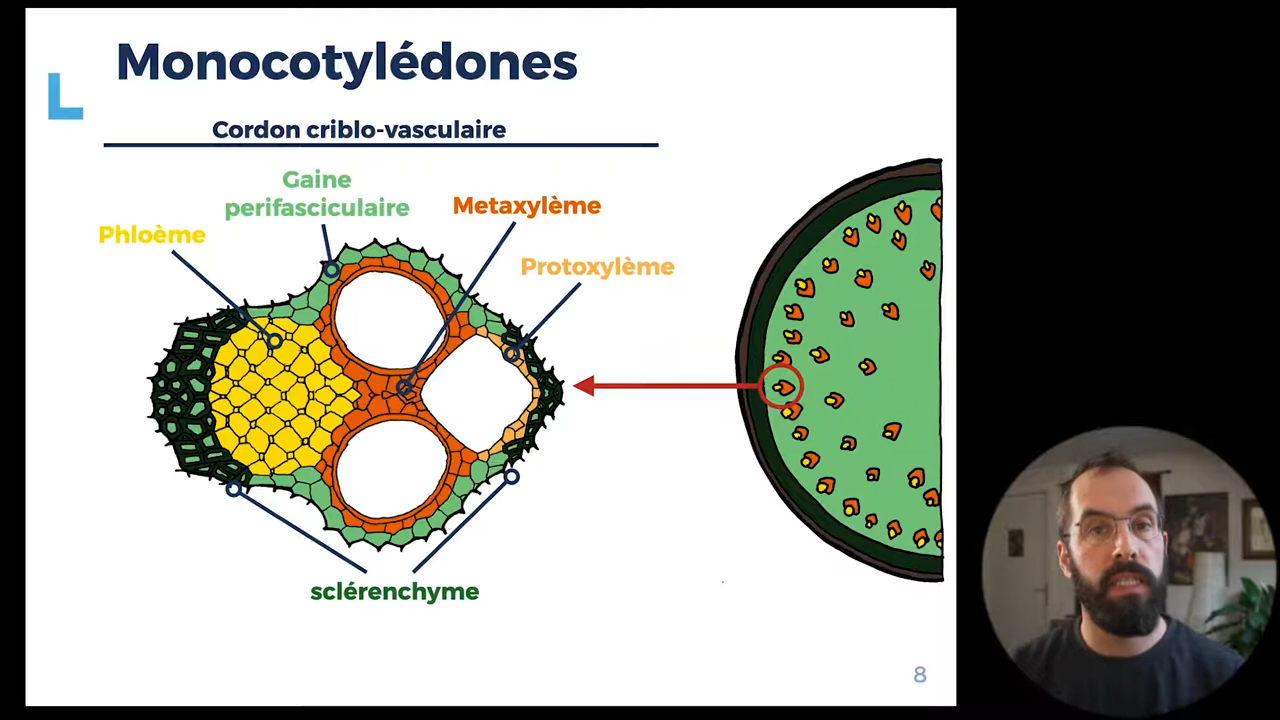 Monocotylédones
Cordon criblo-vasculaire
Gaine
perifasciculaire
Metaxylème
Phloème
Protoxylème
sclérenchyme
8